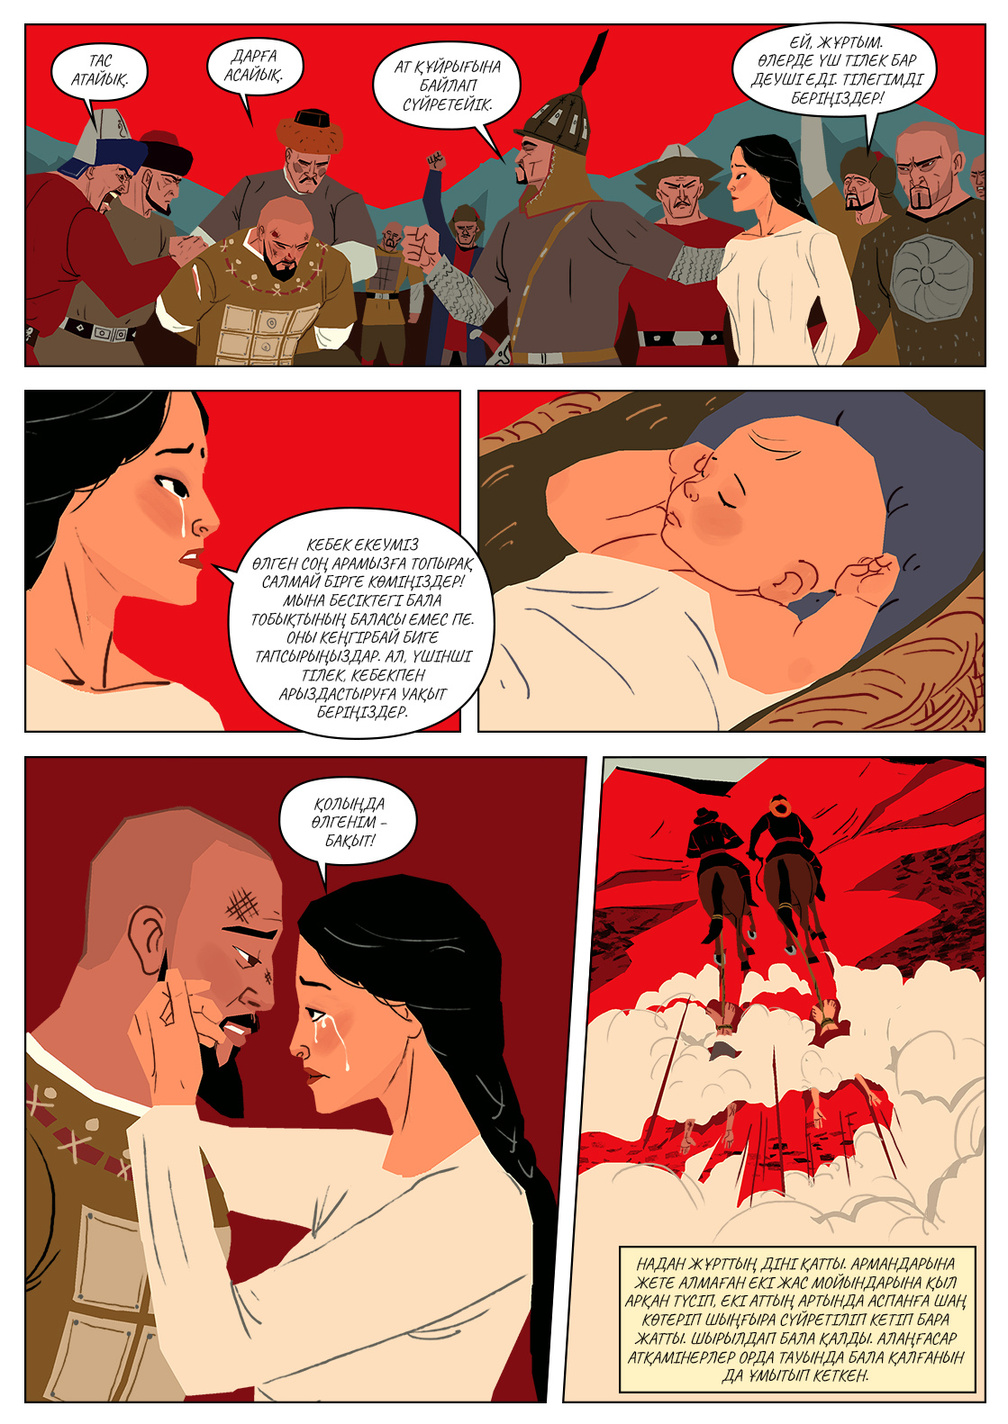 ТАС
АТАЙЫҚ.
ДАРҒА
АСАЙЫҚ.
АТ ҚҰЙРЫҒЫНА
БАЙЛАП
СҮЙРЕТЕЙІК.
ЕЙ, ЖҰРТЫМ.
ӨЛЕРДЕ ҮШ ТІЛЕК БАР
ДЕУШІ ЕДІ. ТІЛЕГІМДІ
БЕРІҢІЗДЕР!
КЕБЕК ЕКЕУМІЗ
ӨЛГЕН СОҢ АРАМЫЗҒА ТОПЫРАҚ
САЛМАЙ БІРГЕ КӨМІҢІЗДЕР!
МЫНА БЕСІКТЕГІ БАЛА
ТОБЫҚТЫНЫҢ БАЛАСЫ ЕМЕС ПЕ.
ОНЫ КЕҢГІРБАЙ БИГЕ
ТАПСЫРЫҢЫЗДАР. АЛ, ҮШІНШІ
ТІЛЕК, КЕБЕКПЕН
АРЫЗДАСТЫРУҒА УАҚЫТ
БЕРІҢІЗДЕР.
ҚОЛЫҢДА
ӨЛГЕНІМ –
БАҚЫТ!
НАДАН ЖҰРТТЫҢ ДІНІ ҚАТТЫ. АРМАНДАРЫНА
ЖЕТЕ АЛМАҒАН ЕКІ ЖАС МОЙЫНДАРЫНА ҚЫЛ
АРҚАН ТҮСІП, ЕКІ АТТЫҢ АРТЫНДА АСПАНҒА ШАҢ
КӨТЕРІП ШЫҢҒЫРА СҮЙРЕТІЛІП КЕТІП БАРА
ЖАТТЫ. ШЫРЫЛДАП БАЛА ҚАЛДЫ. АЛАҢҒАСАР
АТҚАМІНЕРЛЕР ОРДА ТАУЫНДА БАЛА ҚАЛҒАНЫН
ДА ҰМЫТЫП КЕТКЕН.